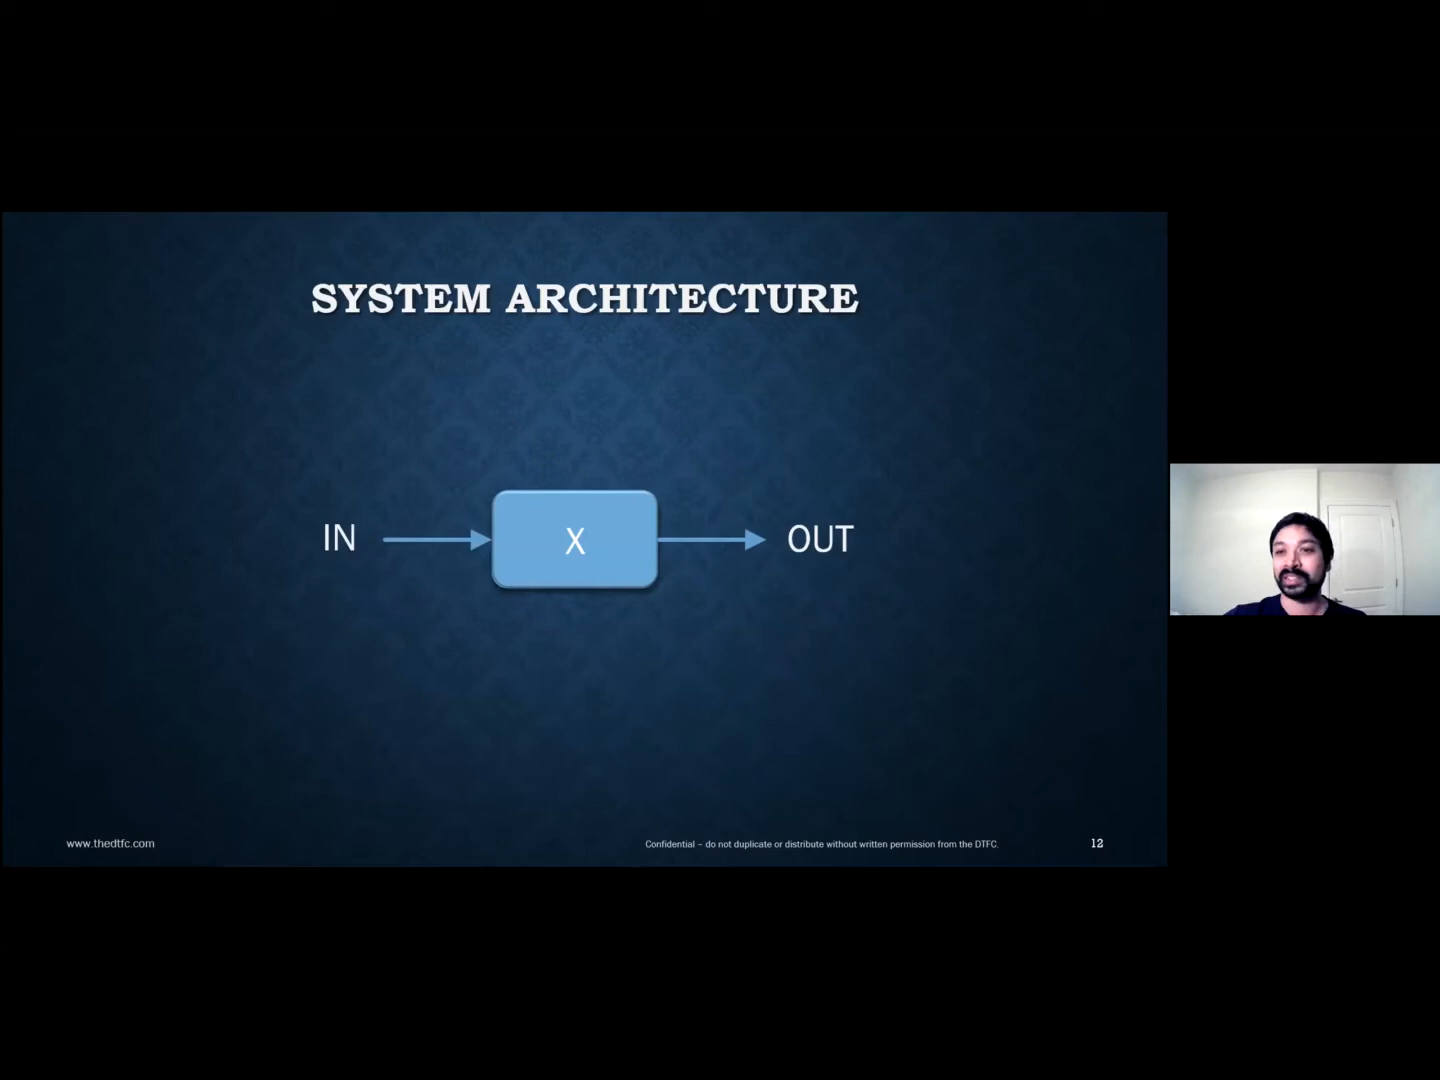 SYSTEM ARCHITECTURE
IN X OUT
www.thedtfc.com Confidential – do not duplicate or distribute without written permission from the DTFC. 12